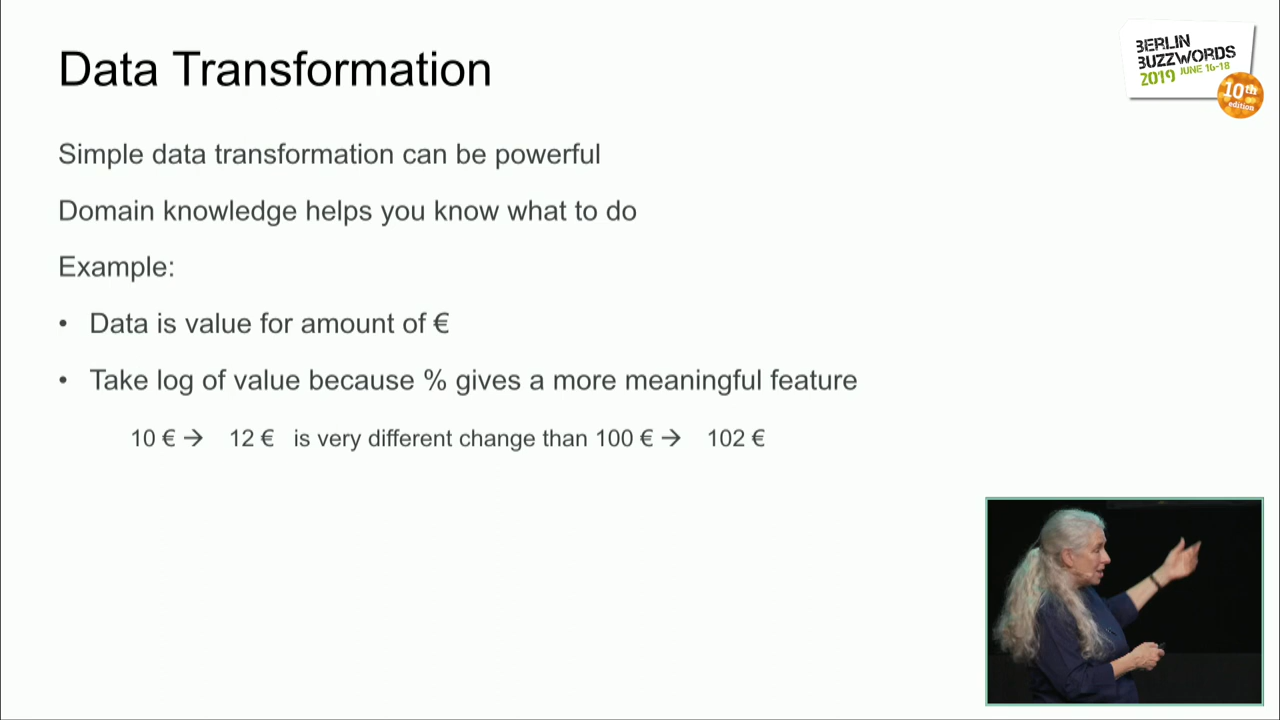 Data Transformation
BERLIN
BUZZWORDS
2019 JUNE 16-18
10th
edition
Simple data transformation can be powerful
Domain knowledge helps you know what to do
Example:
• Data is value for amount of €
• Take log of value because % gives a more meaningful feature
10 € → 12 € is very different change than 100 € → 102 €